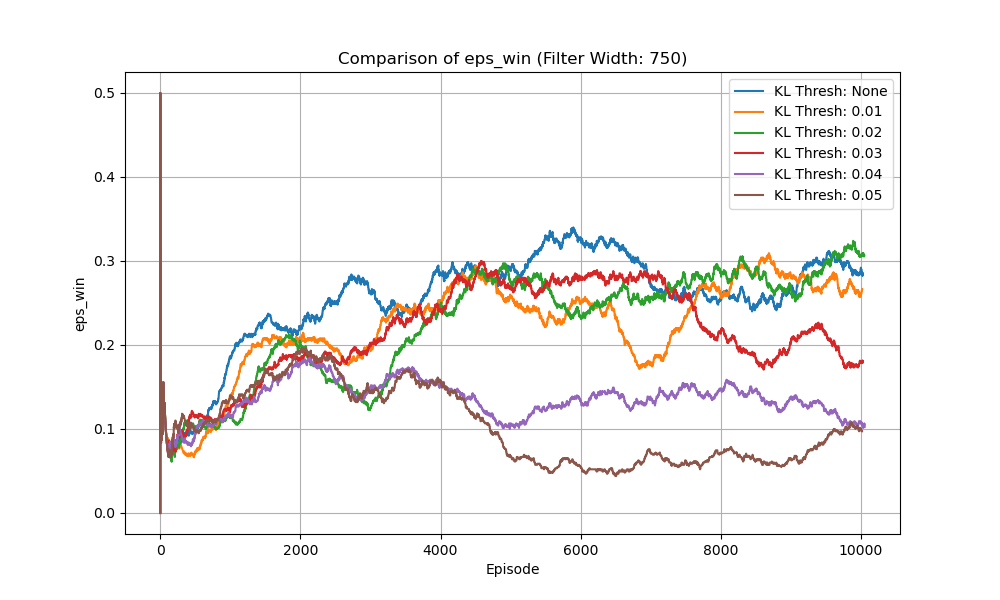 Comparison of eps_win (Filter Width: 750)
KL Thresh: None
KL Thresh: 0.01
KL Thresh: 0.02
KL Thresh: 0.03
KL Thresh: 0.04
KL Thresh: 0.05
eps_win
0.5
0.4
0.3
0.2
0.1
0.0
0 2000 4000 6000 8000 10000
Episode